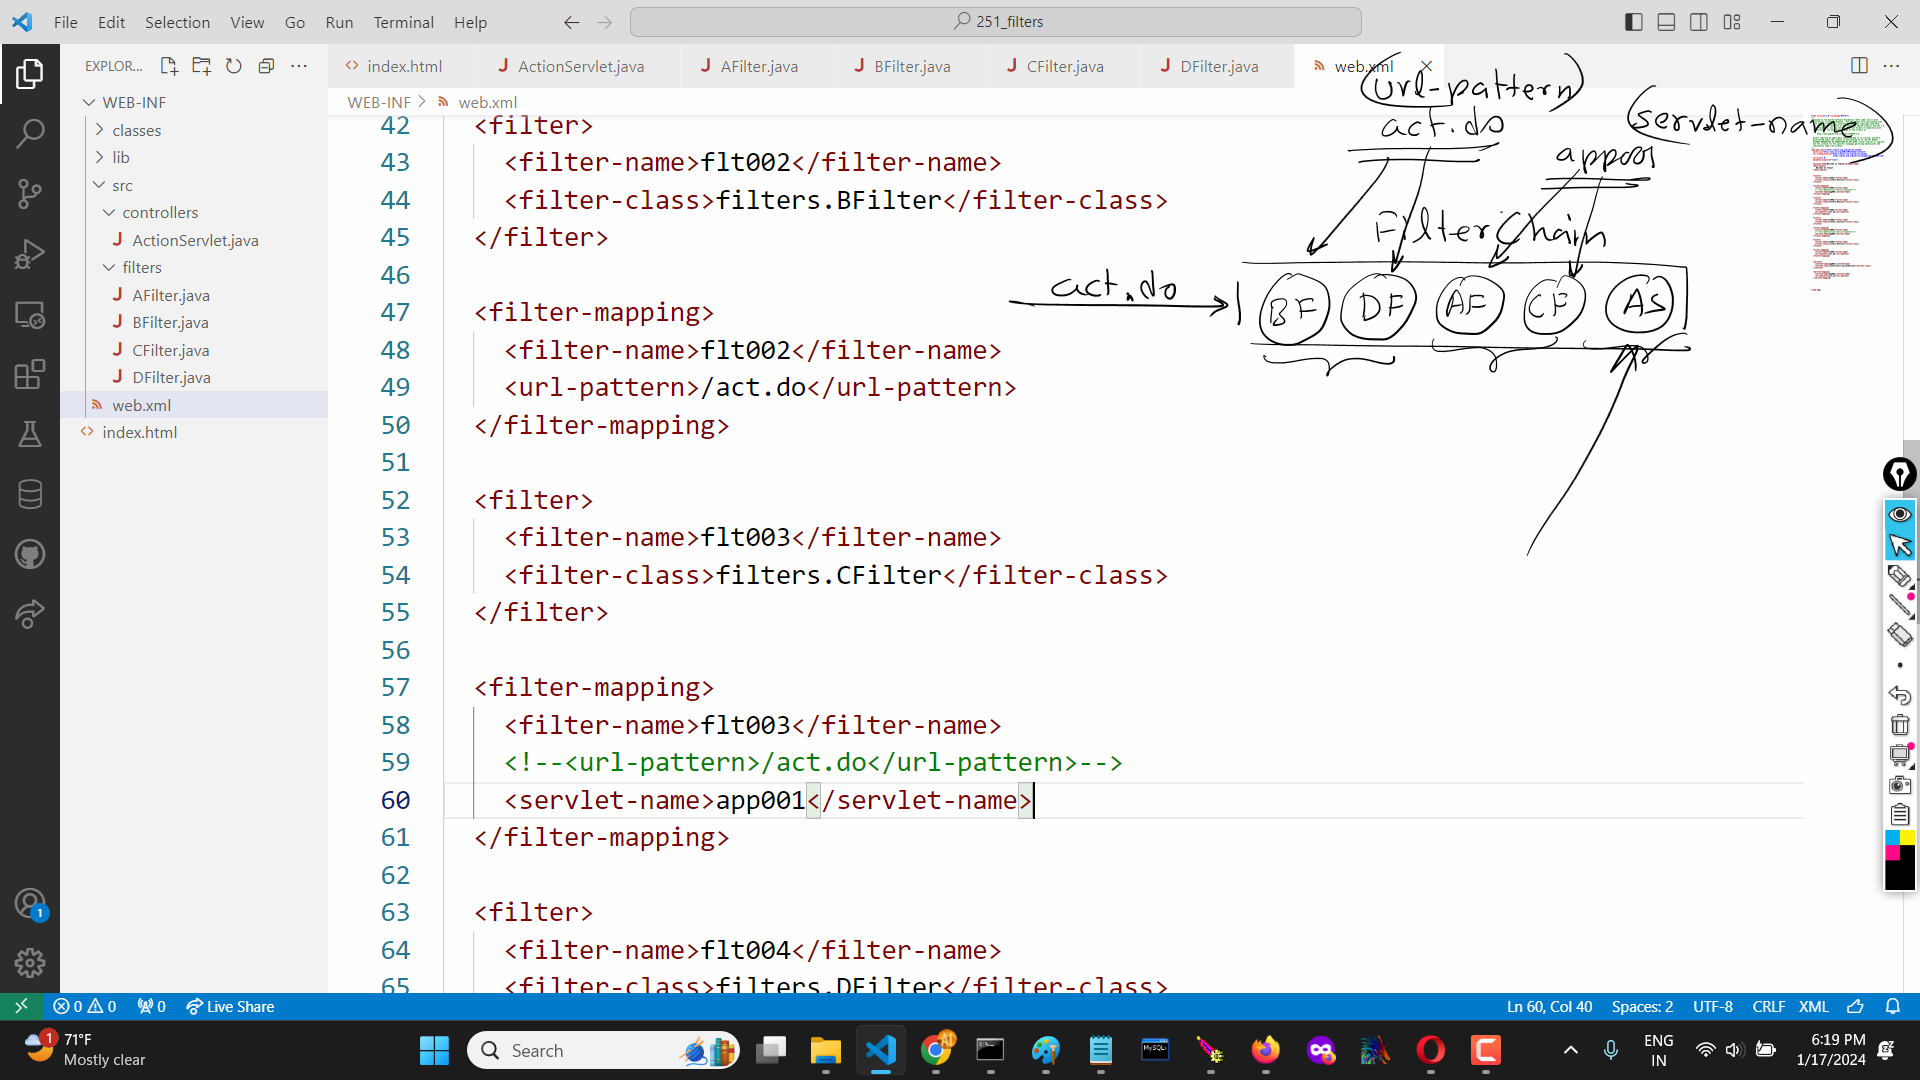 File Edit Selection View Go Run Terminal Help
251_filters
EXPLOR...
index.html
ActionServlet.java
AFilter.java
BFilter.java
CFilter.java
DFilter.java
web.xml
WEB-INF
classes
lib
src
controllers
ActionServlet.java
filters
AFilter.java
BFilter.java
CFilter.java
DFilter.java
web.xml
index.html
WEB-INF > web.xml
42 <filter>
43 <filter-name>flt002</filter-name>
44 <filter-class>filters.BFilter</filter-class>
45 </filter>
46
47 <filter-mapping>
48 <filter-name>flt002</filter-name>
49 <url-pattern>/act.do</url-pattern>
50 </filter-mapping>
51
52 <filter>
53 <filter-name>flt003</filter-name>
54 <filter-class>filters.CFilter</filter-class>
55 </filter>
56
57 <filter-mapping>
58 <filter-name>flt003</filter-name>
59 <!--<url-pattern>/act.do</url-pattern>-->
60 <servlet-name>app001</servlet-name>
61 </filter-mapping>
62
63 <filter>
64 <filter-name>flt004</filter-name>
65 <filter-class>filters.DFilter</filter-class>
url-pattern
act.do
servlet-name
app001
FilterChain
act.do
BF DF AF CF AS
1
0 0 0 Live Share
Ln 60, Col 40 Spaces: 2 UTF-8 CRLF XML
1
71°F
Mostly clear
Search
ENG
IN
6:19 PM
1/17/2024